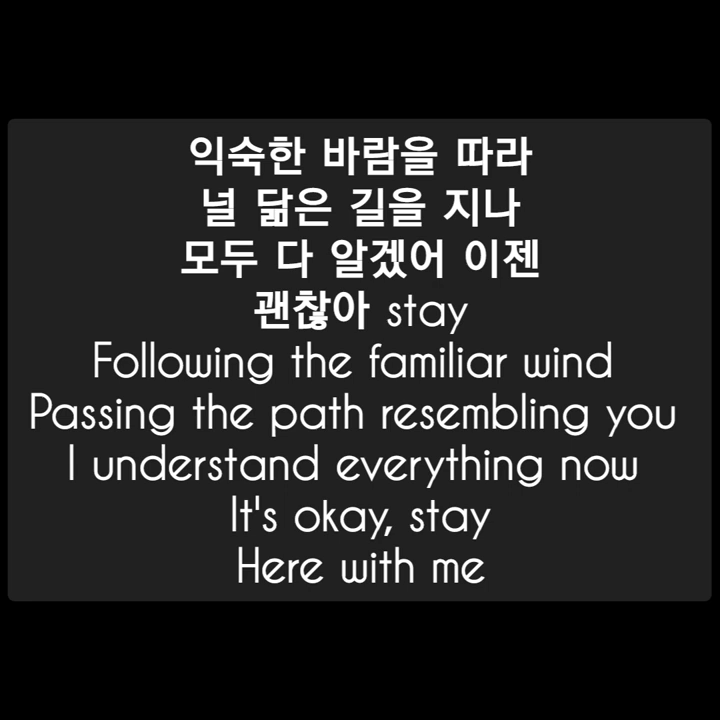 익숙한 바람을 따라
널 닮은 길을 지나
모두 다 알겠어 이젠
괜찮아 stay
Following the familiar wind
Passing the path resembling you
I understand everything now
It's okay, stay
Here with me